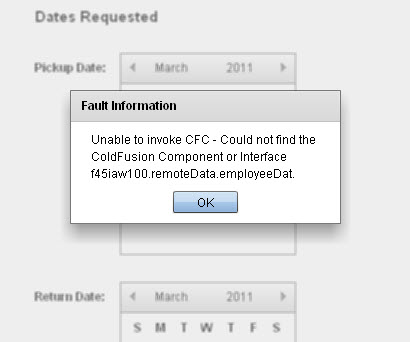 Dates Requested
Pickup Date:
March 2011
Fault Information
Unable to invoke CFC - Could not find the
ColdFusion Component or Interface
f45iaw100.remoteData.employeeDat.
OK
Return Date:
March 2011
S M T W T F S